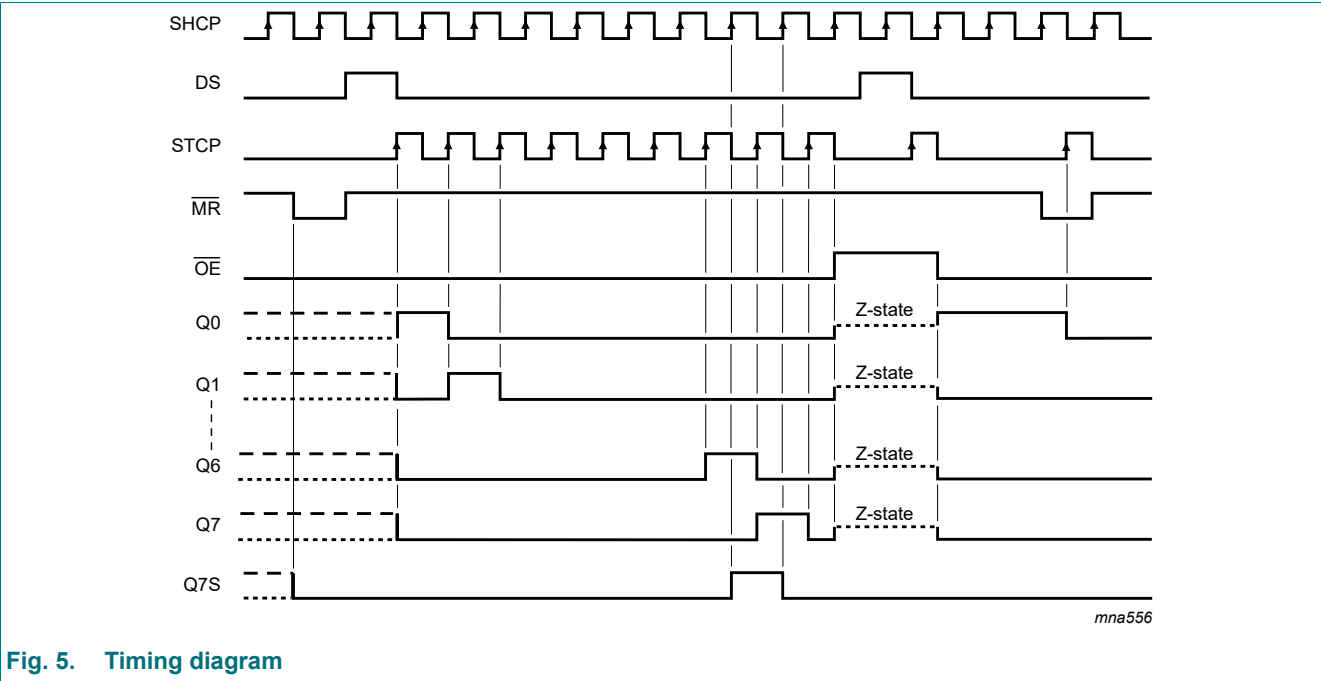 SHCP
DS
STCP
MR
OE
Q0
Z-state
Q1
Z-state
Q6
Z-state
Q7
Z-state
Q7S
mna556
Fig. 5. Timing diagram